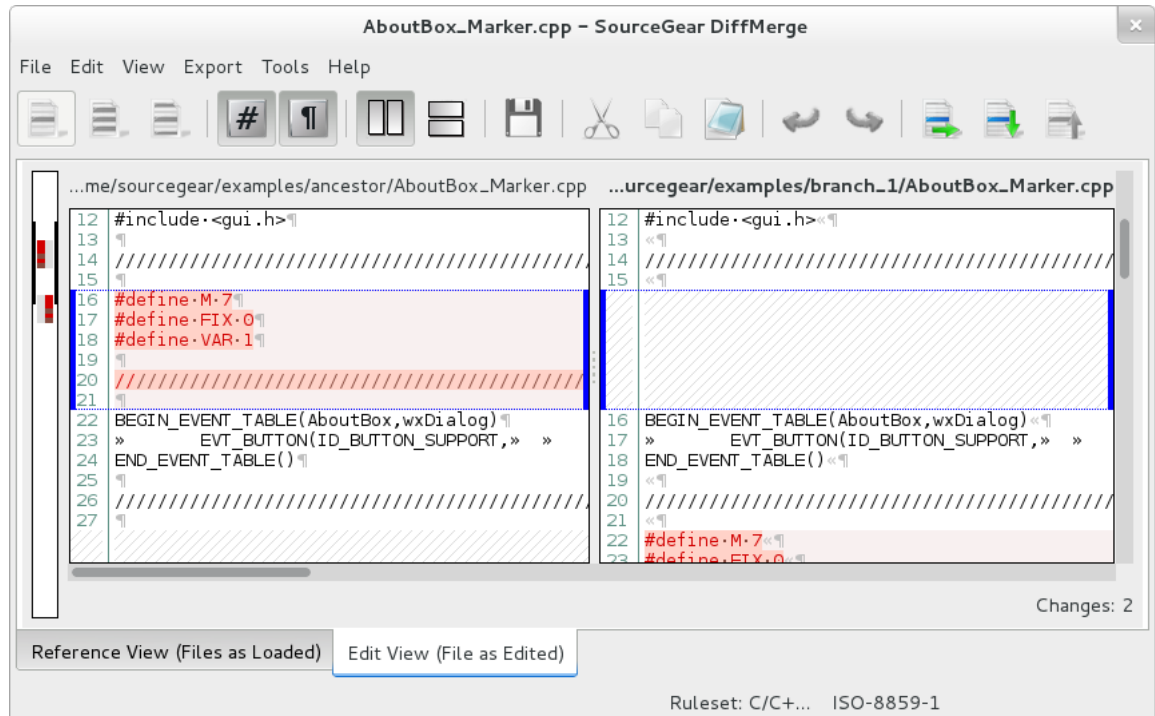 AboutBox_Marker.cpp - SourceGear DiffMerge
File Edit View Export Tools Help
# ¶
...me/sourcegear/examples/ancestor/AboutBox_Marker.cpp
12 #include·<gui.h>¶
13 ¶
14 ////////////////////////////////////////////
15 ¶
16 #define·M·7¶
17 #define·FIX·0¶
18 #define·VAR·1¶
19 ¶
20 ////////////////////////////////////////////
21 ¶
22 BEGIN_EVENT_TABLE(AboutBox,wxDialog)¶
23 » EVT_BUTTON(ID_BUTTON_SUPPORT,» »
24 END_EVENT_TABLE()¶
25 ¶
26 ////////////////////////////////////////////
27 ¶
...urcegear/examples/branch_1/AboutBox_Marker.cpp
12 #include·<gui.h>«¶
13 «¶
14 ////////////////////////////////////////////
15 «¶
16 BEGIN_EVENT_TABLE(AboutBox,wxDialog)«¶
17 » EVT_BUTTON(ID_BUTTON_SUPPORT,» »
18 END_EVENT_TABLE()«¶
19 «¶
20 ////////////////////////////////////////////
21 «¶
22 #define·M·7«¶
23 #define·FIX·0«¶
Changes: 2
Reference View (Files as Loaded) Edit View (File as Edited)
Ruleset: C/C+... ISO-8859-1